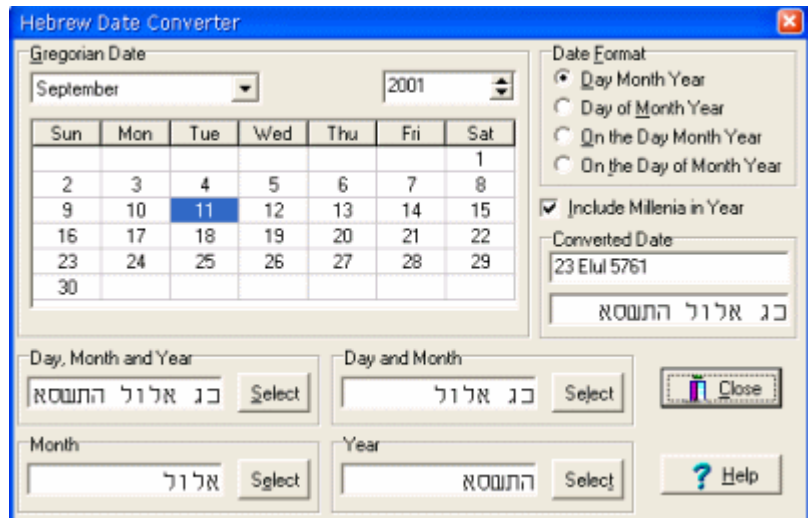 Hebrew Date Converter
Gregorian Date
September
2001
Sun Mon Tue Wed Thu Fri Sat
1
2 3 4 5 6 7 8
9 10 11 12 13 14 15
16 17 18 19 20 21 22
23 24 25 26 27 28 29
30
Date Format
Day Month Year
Day of Month Year
On the Day Month Year
On the Day of Month Year
Include Millenia in Year
Converted Date
23 Elul 5761
כג אלול התשסא
Day, Month and Year
כג אלול התשסא
Select
Day and Month
כג אלול
Select
Close
Month
אלול
Select
Year
התשסא
Select
? Help